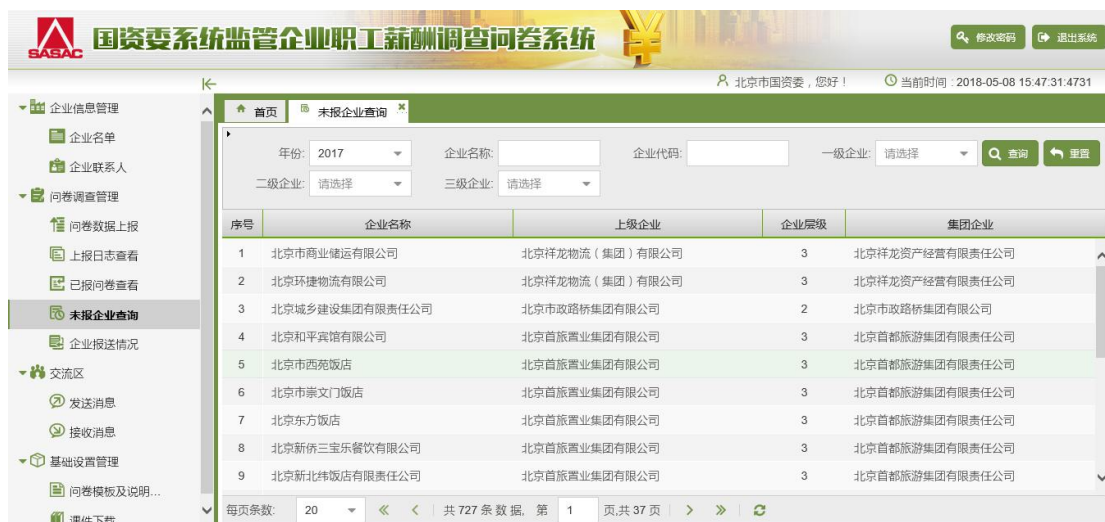 SASAC 国资委系统监管企业职工薪酬调查问卷系统 修改密码 退出系统
北京市国资委，您好！ 当前时间：2018-05-08 15:47:31:4731
企业信息管理
企业名单
企业联系人
问卷调查管理
问卷数据上报
上报日志查看
已报问卷查看
未报企业查询
企业报送情况
交流区
发送消息
接收消息
基础设置管理
问卷模板及说明...
课件下载
首页 未报企业查询
年份: 2017 企业名称: 企业代码: 一级企业: 请选择 查询 重置
二级企业: 请选择 三级企业: 请选择
序号 企业名称 上级企业 企业层级 集团企业
1 北京市商业储运有限公司 北京祥龙物流（集团）有限公司 3 北京祥龙资产经营有限责任公司
2 北京环捷物流有限公司 北京祥龙物流（集团）有限公司 3 北京祥龙资产经营有限责任公司
3 北京城乡建设集团有限责任公司 北京市政路桥集团有限公司 2 北京市政路桥集团有限公司
4 北京和平宾馆有限公司 北京首旅置业集团有限公司 3 北京首都旅游集团有限责任公司
5 北京市西苑饭店 北京首旅置业集团有限公司 3 北京首都旅游集团有限责任公司
6 北京市崇文门饭店 北京首旅置业集团有限公司 3 北京首都旅游集团有限责任公司
7 北京东方饭店 北京首旅置业集团有限公司 3 北京首都旅游集团有限责任公司
8 北京新侨三宝乐餐饮有限公司 北京首旅置业集团有限公司 3 北京首都旅游集团有限责任公司
9 北京新北纬饭店有限责任公司 北京首旅置业集团有限公司 3 北京首都旅游集团有限责任公司
每页条数: 20 共 727 条数据, 第 1 页,共 37 页